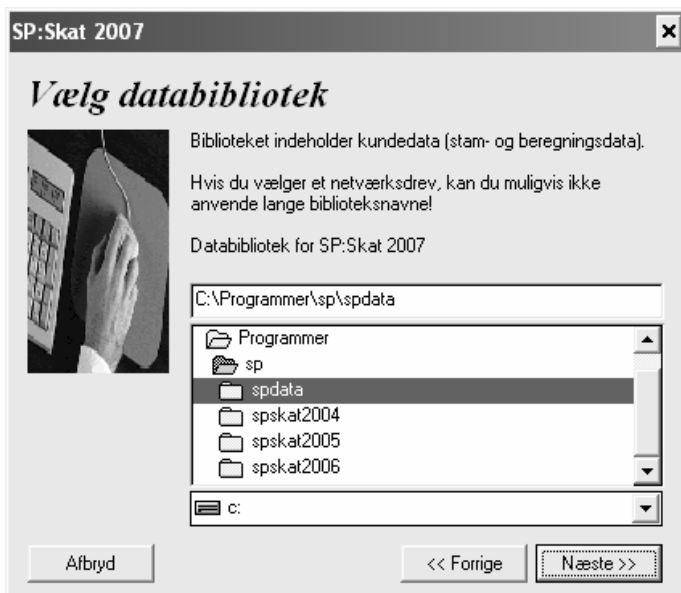 SP:Skat 2007
Vælg databibliotek
Biblioteket indeholder kundedata (stam- og beregningsdata).
Hvis du vælger et netværksdrev, kan du muligvis ikke
anvende lange biblioteksnavne!
Databibliotek for SP:Skat 2007
C:\Programmer\sp\spdata
Programmer
sp
spdata
spskat2004
spskat2005
spskat2006
c:
Afbryd
<< Forrige
Næste >>